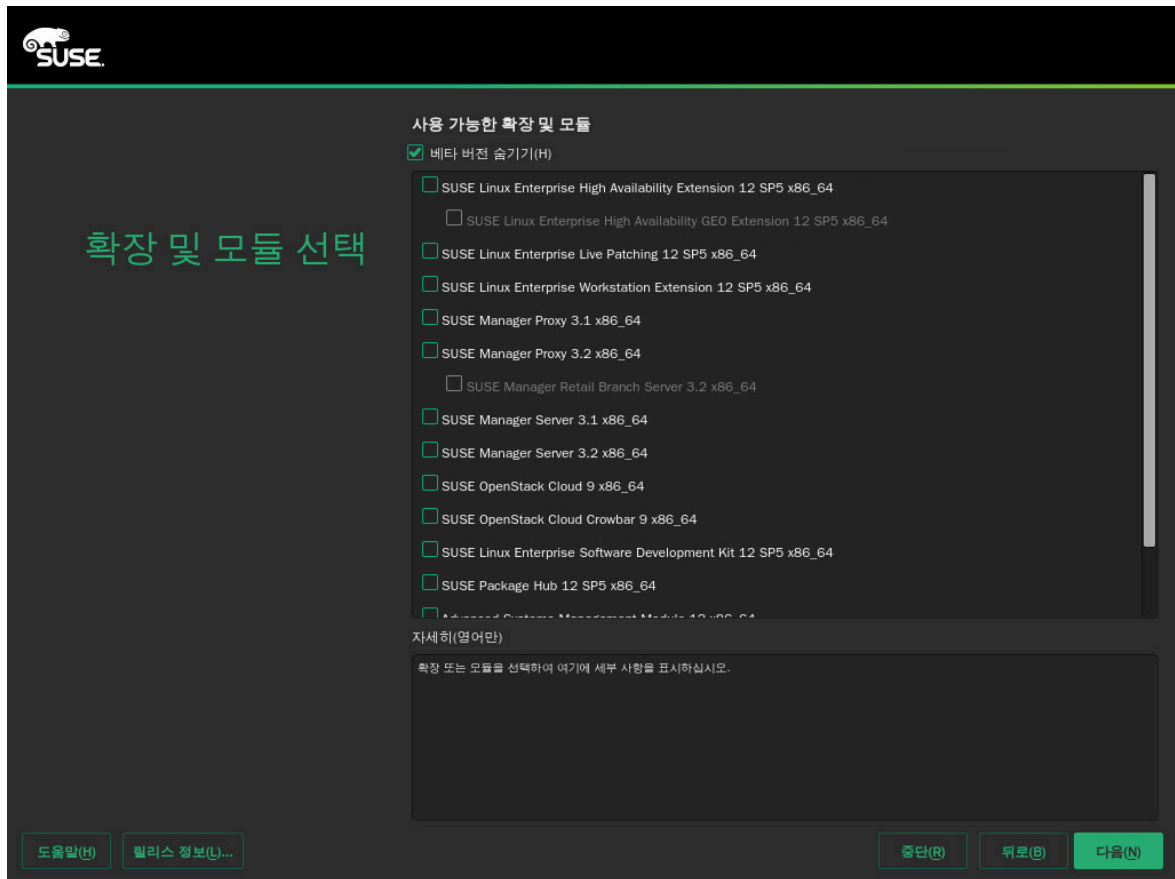 SUSE.
사용 가능한 확장 및 모듈
베타 버전 숨기기(H)
확장 및 모듈 선택
SUSE Linux Enterprise High Availability Extension 12 SP5 x86_64
SUSE Linux Enterprise High Availability GEO Extension 12 SP5 x86_64
SUSE Linux Enterprise Live Patching 12 SP5 x86_64
SUSE Linux Enterprise Workstation Extension 12 SP5 x86_64
SUSE Manager Proxy 3.1 x86_64
SUSE Manager Proxy 3.2 x86_64
SUSE Manager Retail Branch Server 3.2 x86_64
SUSE Manager Server 3.1 x86_64
SUSE Manager Server 3.2 x86_64
SUSE OpenStack Cloud 9 x86_64
SUSE OpenStack Cloud Crowbar 9 x86_64
SUSE Linux Enterprise Software Development Kit 12 SP5 x86_64
SUSE Package Hub 12 SP5 x86_64
Advanced Systems Management Module 12 x86_64
자세히(영어만)
확장 또는 모듈을 선택하여 여기에 세부 사항을 표시하십시오.
도움말(H) 릴리스 정보(L)... 중단(R) 뒤로(B) 다음(N)